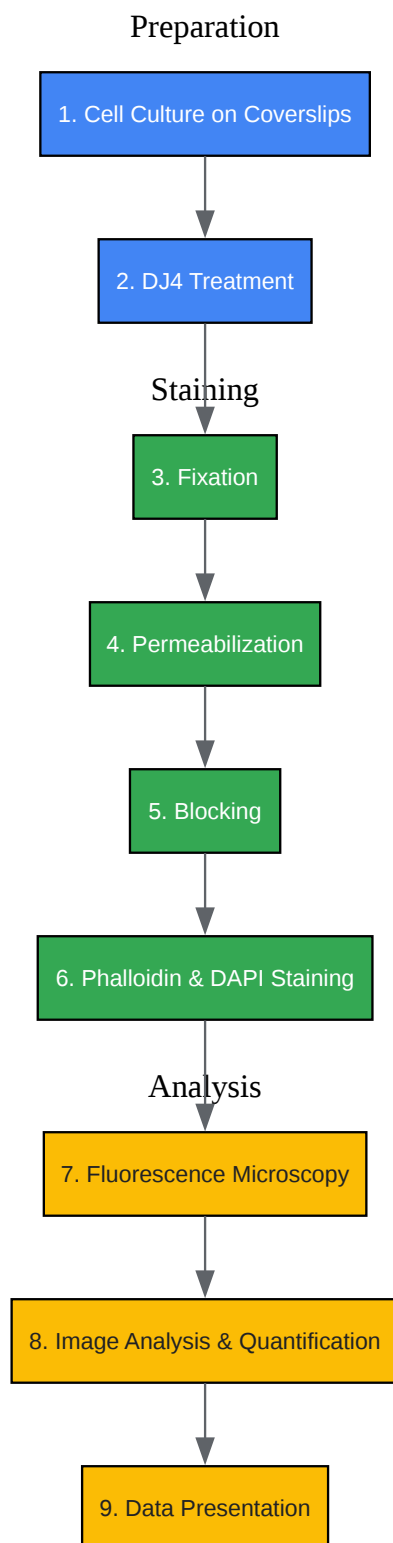 Preparation
1. Cell Culture on Coverslips
2. DJ4 Treatment
Staining
3. Fixation
4. Permeabilization
5. Blocking
6. Phalloidin & DAPI Staining
Analysis
7. Fluorescence Microscopy
8. Image Analysis & Quantification
9. Data Presentation